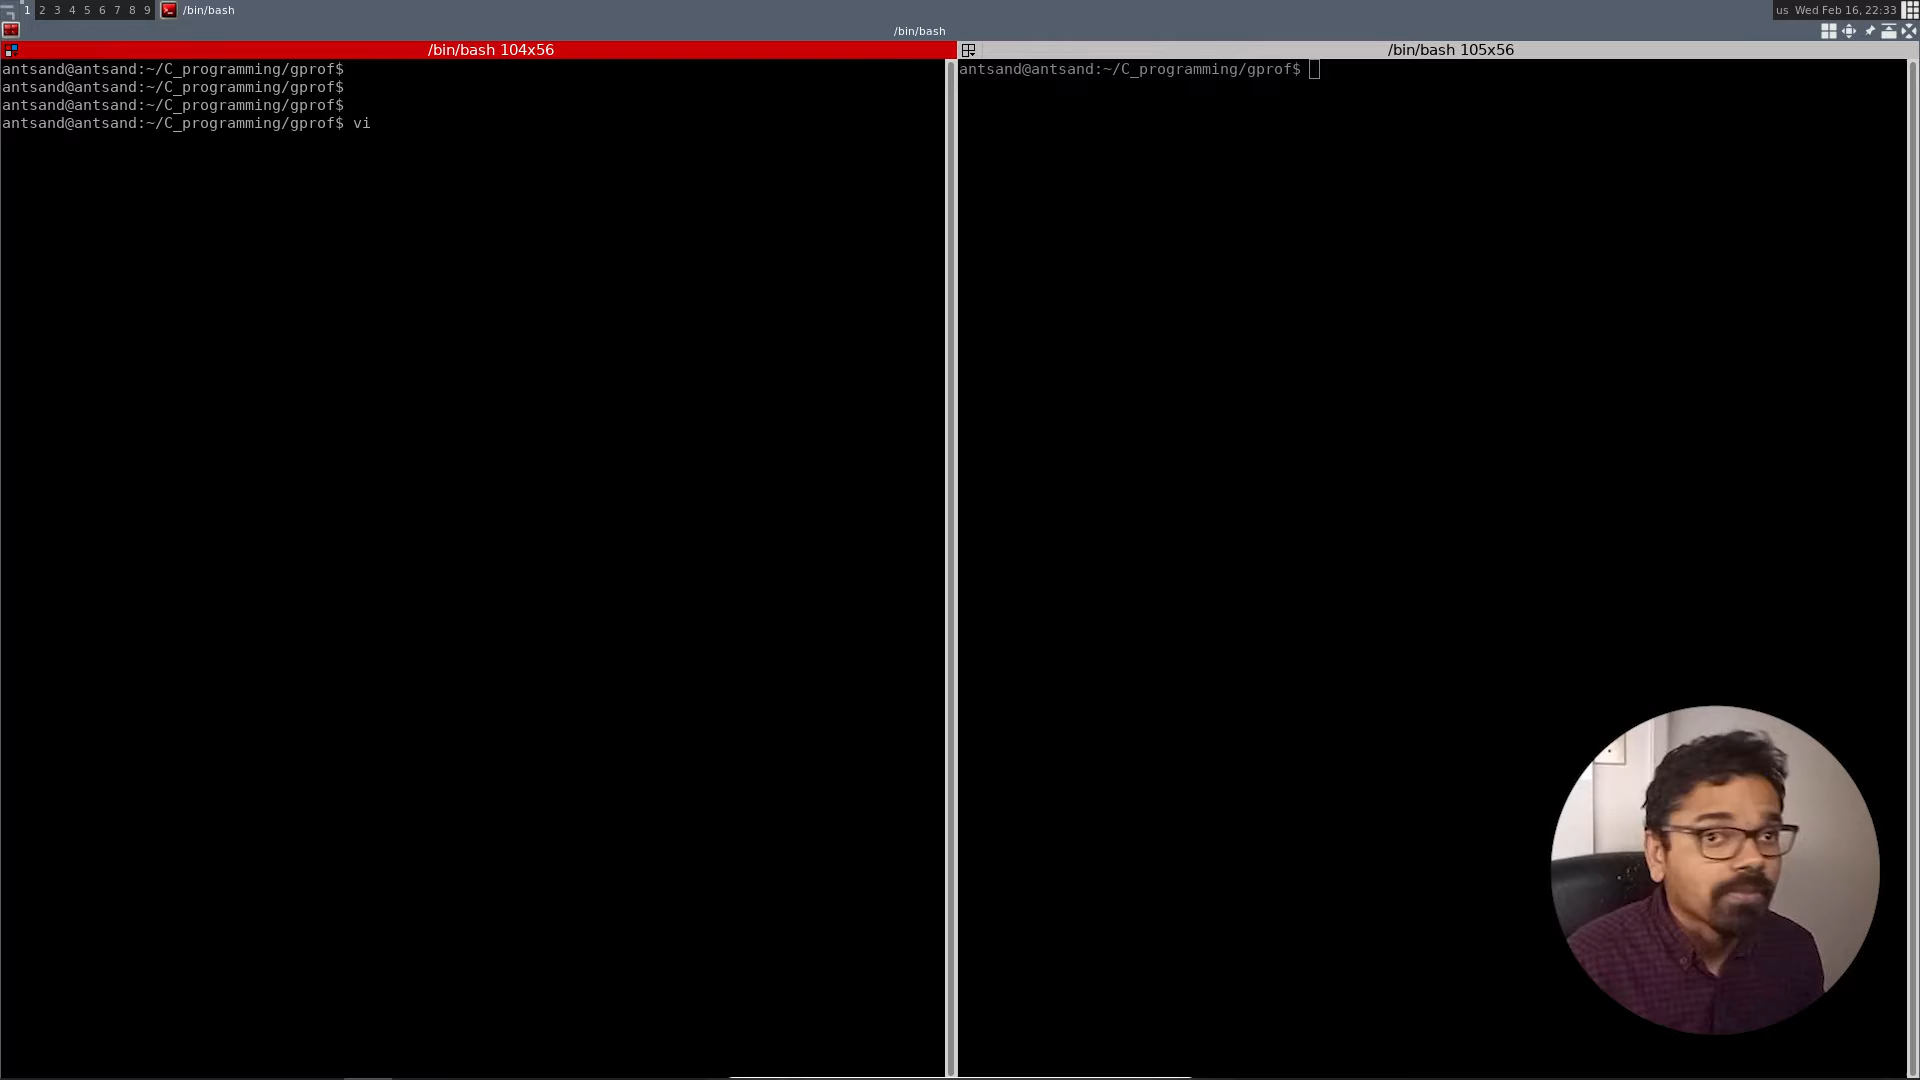 1 2 3 4 5 6 7 8 9 /bin/bash
us Wed Feb 16, 22:33
/bin/bash
/bin/bash 104x56
antsand@antsand:~/C_programming/gprof$
antsand@antsand:~/C_programming/gprof$
antsand@antsand:~/C_programming/gprof$
antsand@antsand:~/C_programming/gprof$ vi
/bin/bash 105x56
antsand@antsand:~/C_programming/gprof$